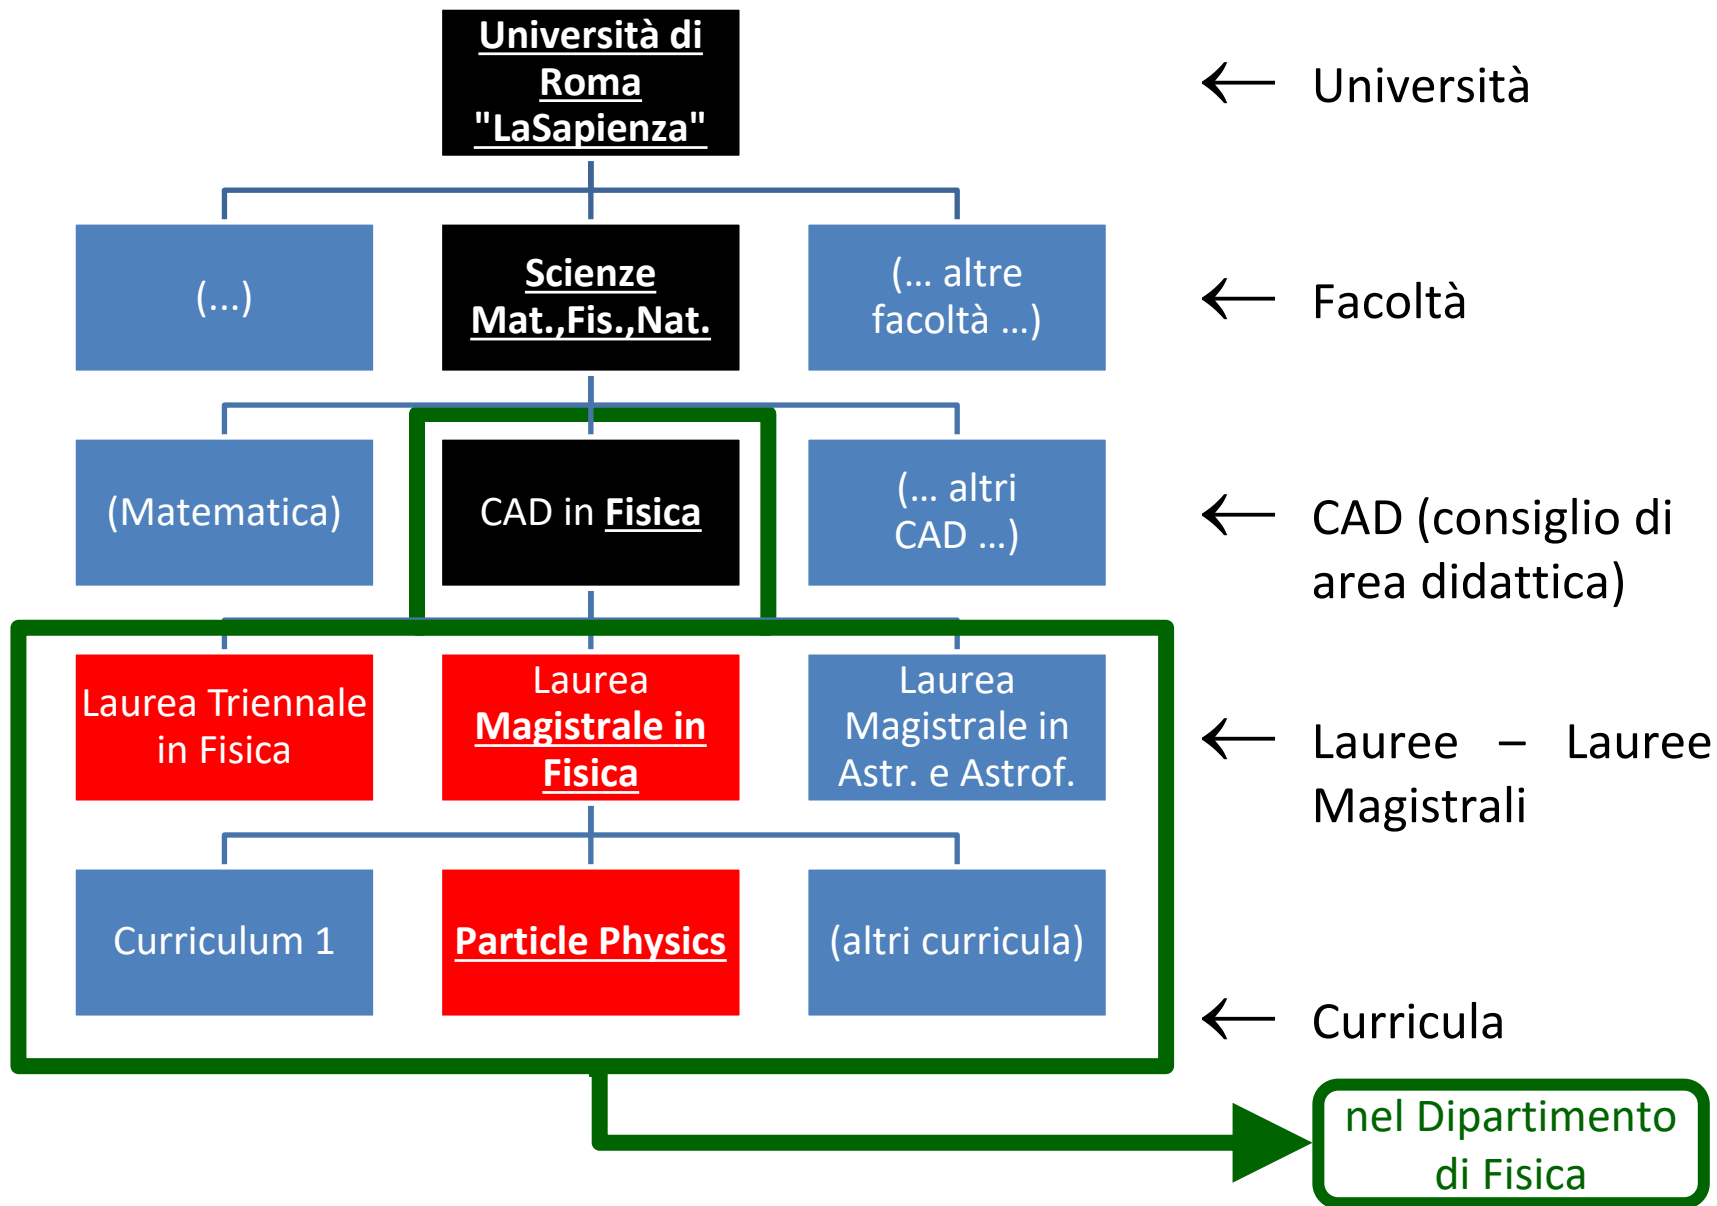 Università di
Roma
"LaSapienza"
← Università
(...)
Scienze
Mat.,Fis.,Nat.
(... altre
facoltà ...)
← Facoltà
(Matematica)
CAD in Fisica
(... altri
CAD ...)
← CAD (consiglio di
area didattica)
Laurea Triennale
in Fisica
Laurea
Magistrale in
Fisica
Laurea
Magistrale in
Astr. e Astrof.
← Lauree – Lauree
Magistrali
Curriculum 1
Particle Physics
(altri curricula)
← Curricula
nel Dipartimento
di Fisica